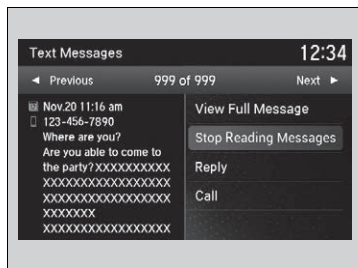 Text Messages 12:34
◄ Previous 999 of 999 Next ►
Nov.20 11:16 am
123-456-7890
Where are you?
Are you able to come to
the party?XXXXXXXXXX
XXXXXXXXXXXXXXXXX
XXXXXXXXXXXXXXXXX
XXXXXXX
XXXXXXXXXXXXXXXXX
View Full Message
Stop Reading Messages
Reply
Call